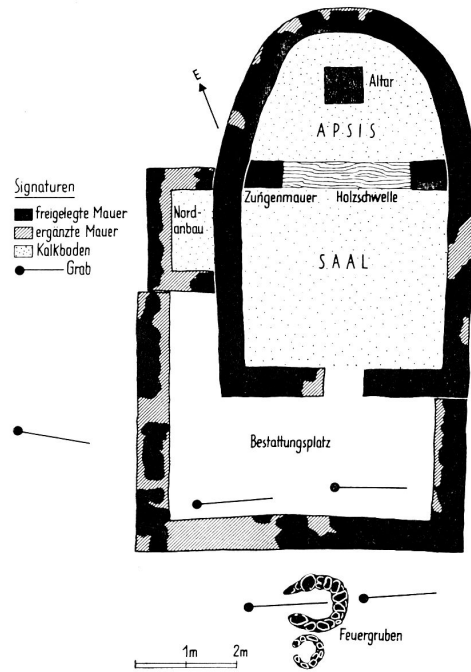 E
Altar
APSIS
Signaturen
freigelegte Mauer
ergänzte Mauer
Kalkboden
Grab
Nord-
anbau
Zungenmauer
Holzschwelle
SAAL
Bestattungsplatz
Feuergruben
1m
2m